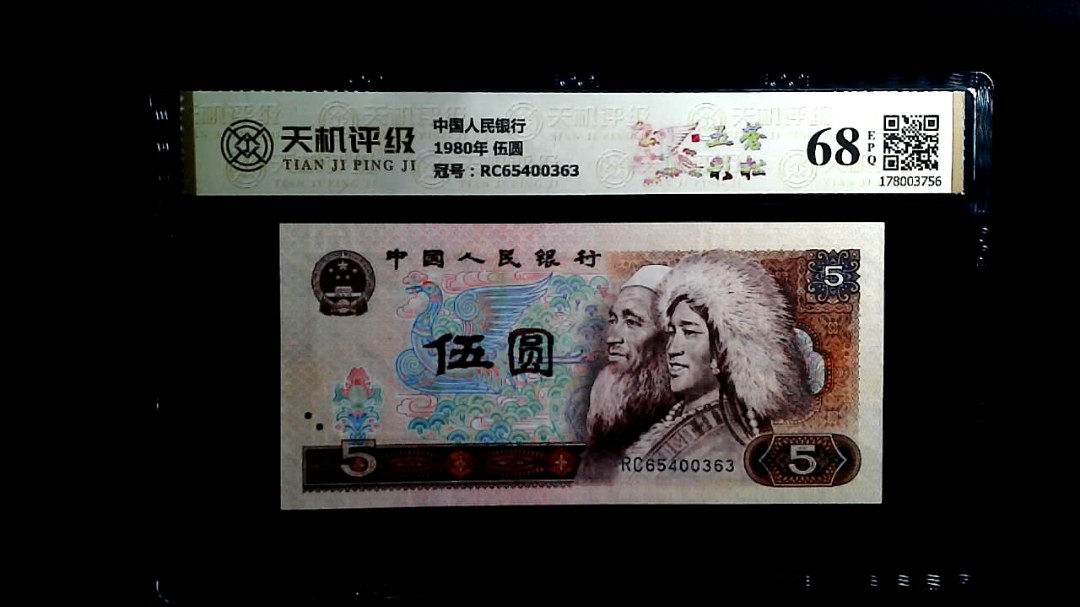 天机评级
TIAN JI PING JI
中国人民银行
1980年 伍圆
冠号：RC65400363
68
EPQ
178003756
中国人民银行
5
伍圆
5
RC65400363
5